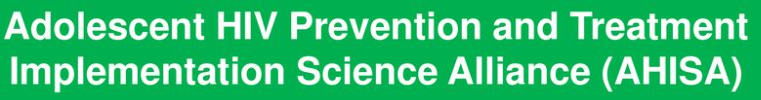 Adolescent HIV Prevention and Treatment
Implementation Science Alliance (AHISA)